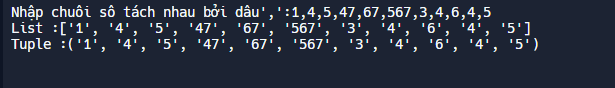 Nhập chuỗi số tách nhau bởi dấu',':1,4,5,47,67,567,3,4,6,4,5
List :['1', '4', '5', '47', '67', '567', '3', '4', '6', '4', '5']
Tuple :('1', '4', '5', '47', '67', '567', '3', '4', '6', '4', '5')